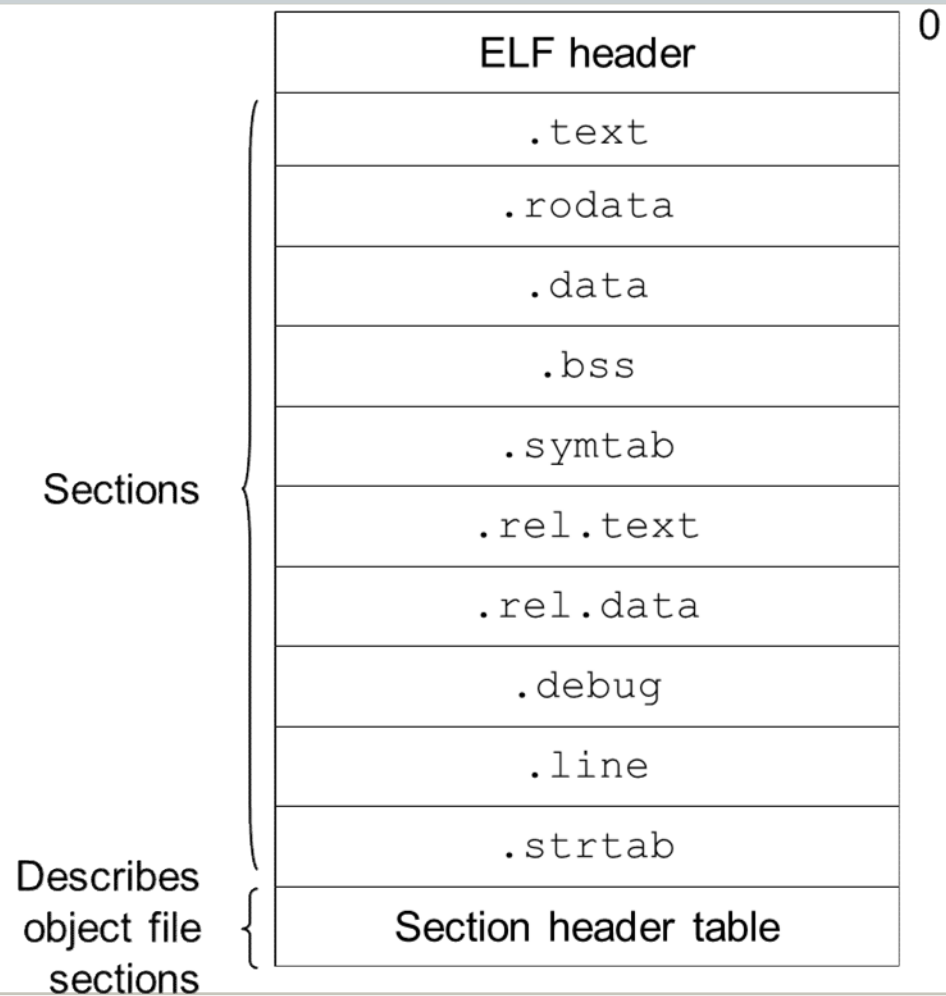 0
ELF header
.text
.rodata
.data
.bss
.symtab
Sections
.rel.text
.rel.data
.debug
.line
.strtab
Describes
object file
sections
Section header table